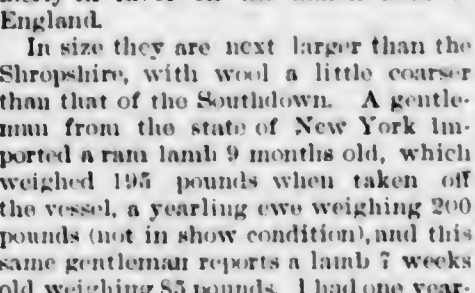 England.
In size they are next larger than the
Shropshire, with wool a little coarser
than that of the Southdown. A gentle-
man from the state of New York im-
ported a ram lamb 9 months old, which
weighed 195 pounds when taken off
the vessel, a yearling ewe weighing 200
pounds (not in show condition), and this
same gentleman reports a lamb 7 weeks
old weighing 85 pounds. I had one year-